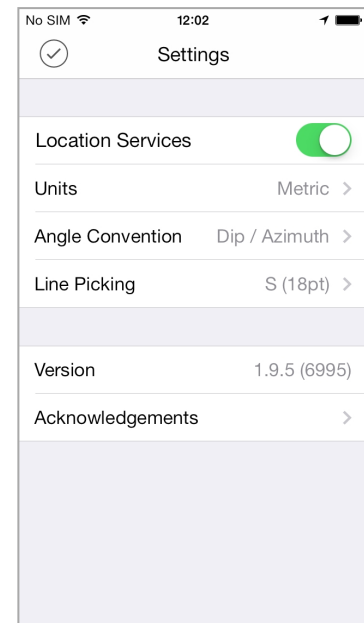 No SIM 12:02
Settings
Location Services
Units Metric
Angle Convention Dip / Azimuth
Line Picking S (18pt)
Version 1.9.5 (6995)
Acknowledgements